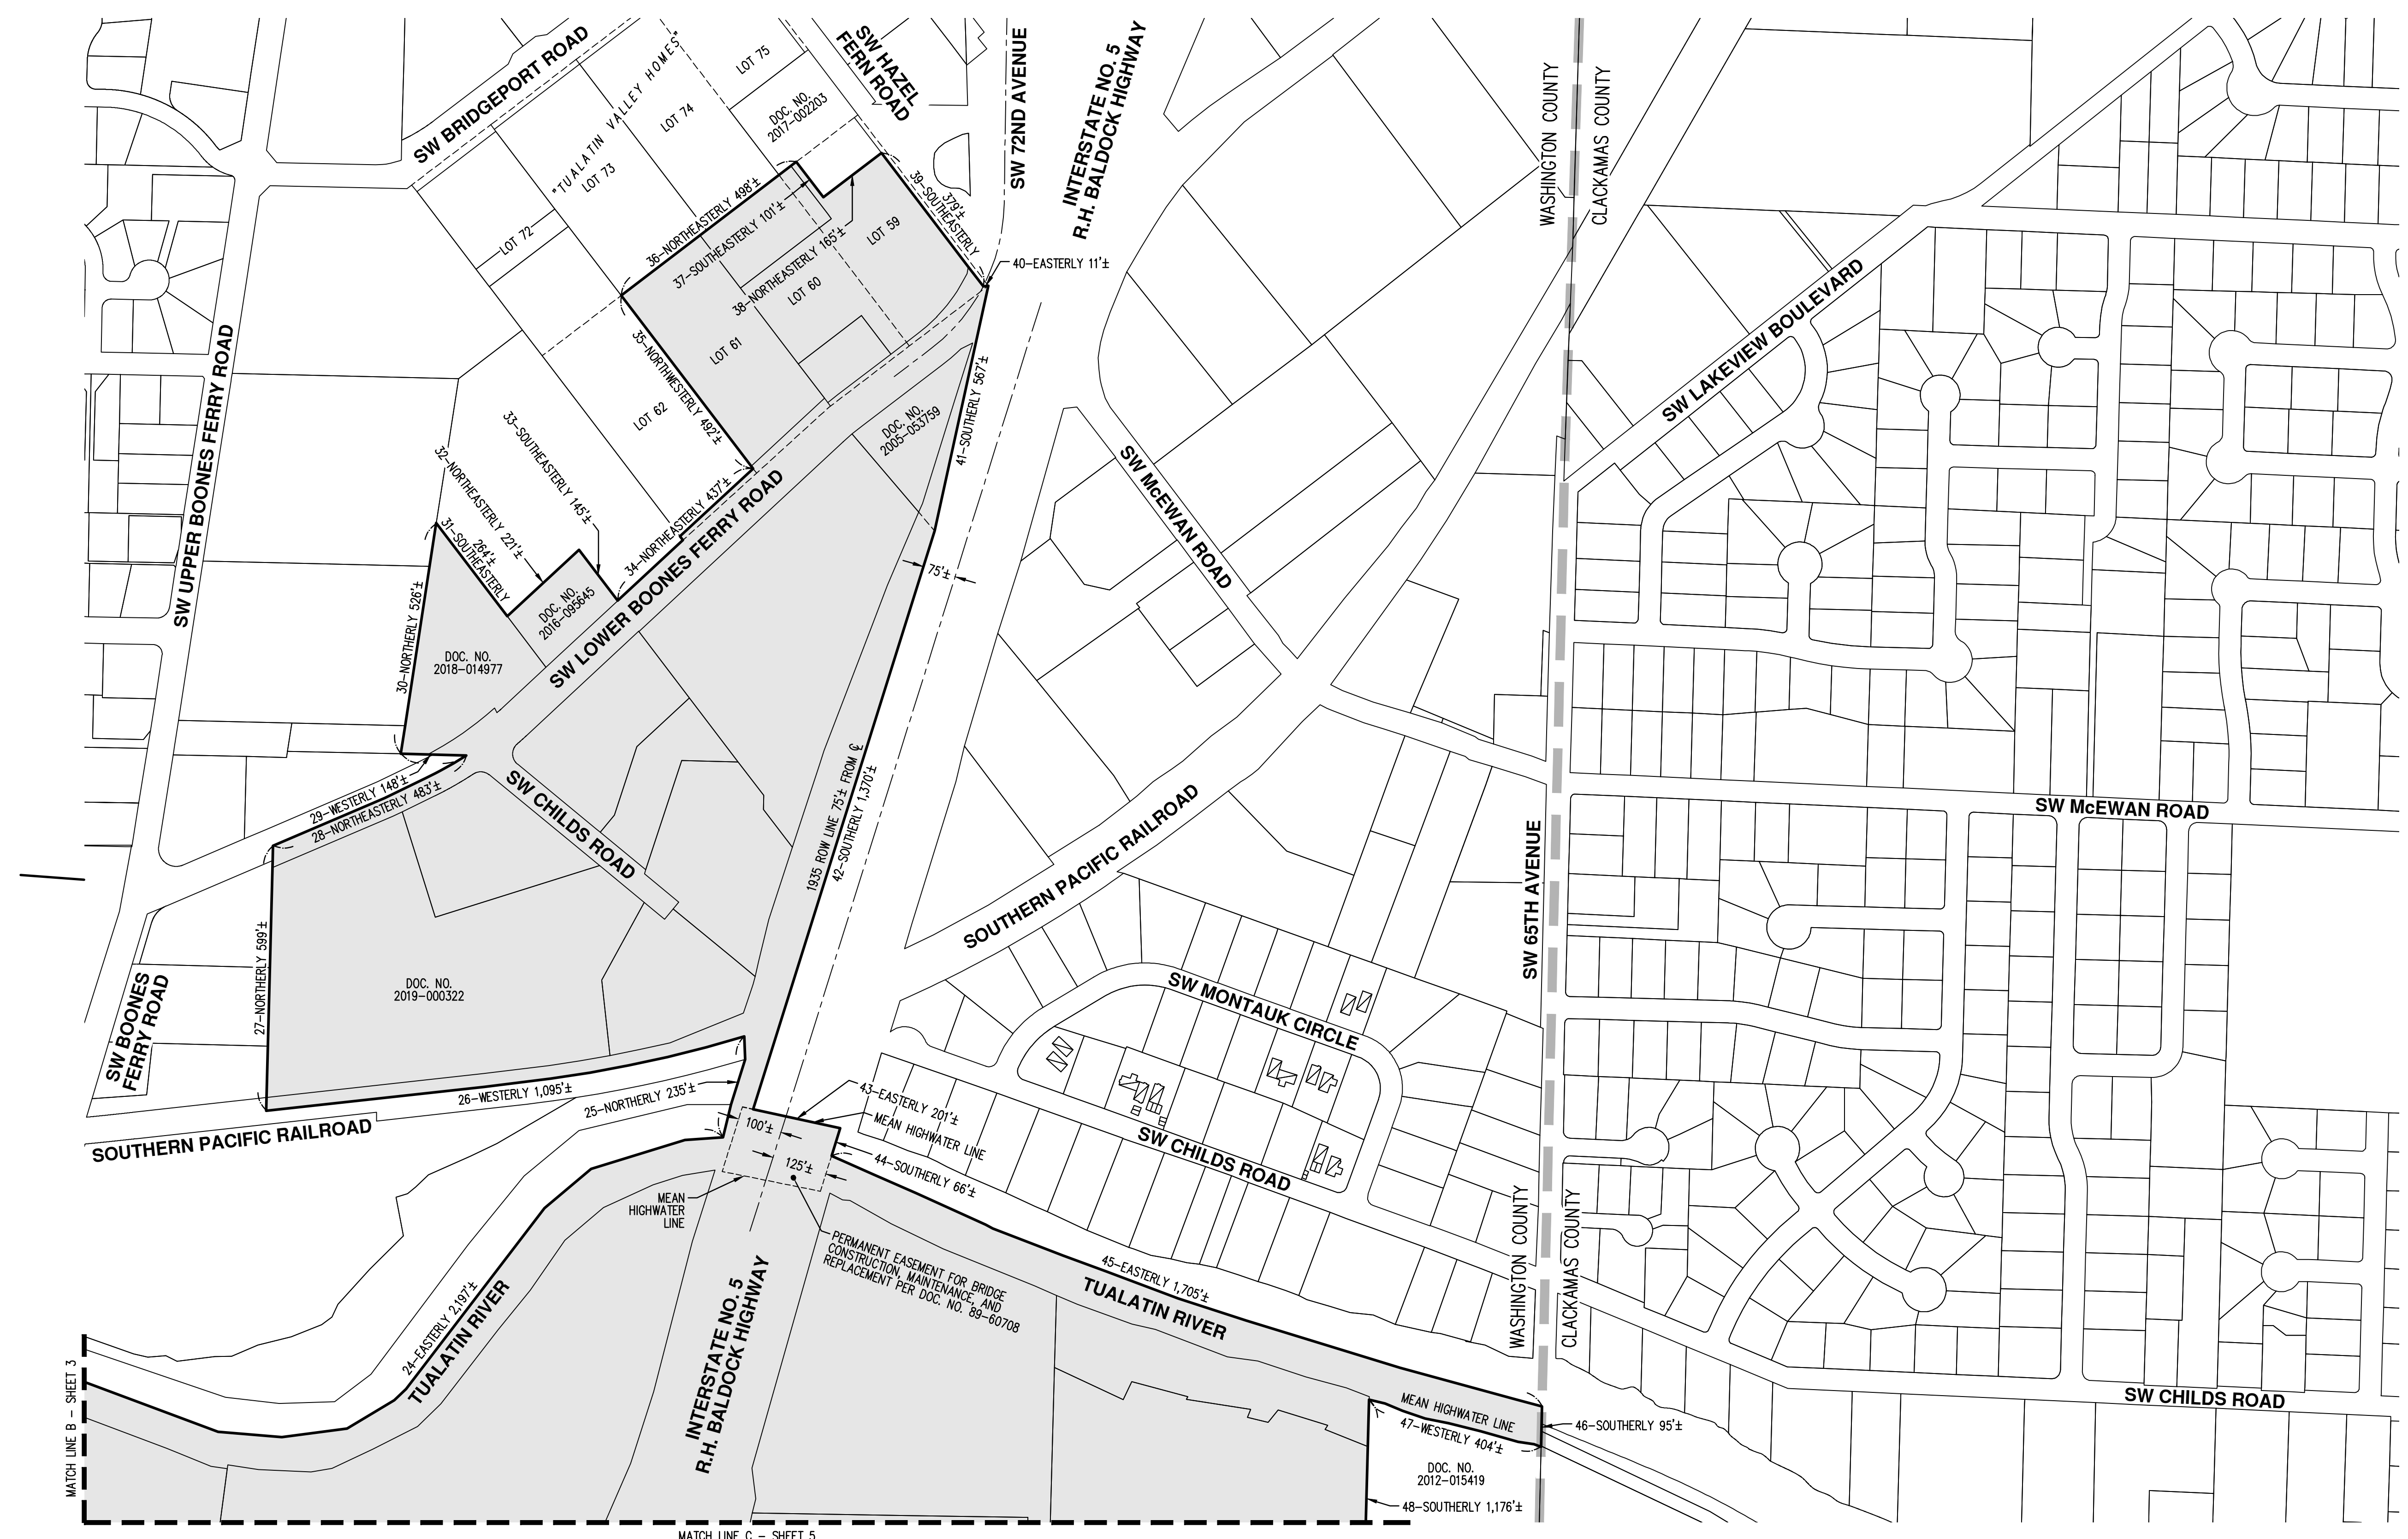 SW BRIDGEPORT ROAD
"TUALATIN VALLEY HOMES"
LOT 75
LOT 74
LOT 73
LOT 72
DOC. NO.
2017-002203
SW HAZEL
FERN ROAD
SW 72ND AVENUE
INTERSTATE NO. 5
R.H. BALDOCK HIGHWAY
WASHINGTON COUNTY
CLACKAMAS COUNTY
36-NORTHEASTERLY 498'±
37-SOUTHEASTERLY 101'±
38-NORTHEASTERLY 165'±
39-SOUTHEASTERLY
379'±
40-EASTERLY 11'±
LOT 59
LOT 60
LOT 61
LOT 62
35-NORTHWESTERLY 492'±
41-SOUTHERLY 567'±
DOC. NO.
2005-053759
SW LAKEVIEW BOULEVARD
SW UPPER BOONES FERRY ROAD
33-SOUTHEASTERLY 145'±
32-NORTHEASTERLY 221'±
31-SOUTHEASTERLY
264'±
34-NORTHEASTERLY 437'±
SW LOWER BOONES FERRY ROAD
SW McEWAN ROAD
75'±
DOC. NO.
2016-095645
30-NORTHERLY 526'±
DOC. NO.
2018-014977
29-WESTERLY 148'±
28-NORTHEASTERLY 483'±
SW CHILDS ROAD
1935 ROW LINE 75'± FROM ℄
42-SOUTHERLY 1,370'±
SOUTHERN PACIFIC RAILROAD
SW McEWAN ROAD
SW 65TH AVENUE
27-NORTHERLY 599'±
DOC. NO.
2019-000322
SW BOONES
FERRY ROAD
SW MONTAUK CIRCLE
26-WESTERLY 1,095'±
25-NORTHERLY 235'±
SOUTHERN PACIFIC RAILROAD
43-EASTERLY 201'±
MEAN HIGHWATER LINE
44-SOUTHERLY 66'±
100'±
125'±
SW CHILDS ROAD
MEAN
HIGHWATER
LINE
PERMANENT EASEMENT FOR BRIDGE
CONSTRUCTION, MAINTENANCE, AND
REPLACEMENT PER DOC. NO. 89-60708
WASHINGTON COUNTY
CLACKAMAS COUNTY
45-EASTERLY 1,705'±
TUALATIN RIVER
24-EASTERLY 2,197'±
TUALATIN RIVER
INTERSTATE NO. 5
R.H. BALDOCK HIGHWAY
MATCH LINE B - SHEET 3
SW CHILDS ROAD
MEAN HIGHWATER LINE
47-WESTERLY 404'±
46-SOUTHERLY 95'±
DOC. NO.
2012-015419
48-SOUTHERLY 1,176'±
MATCH LINE C - SHEET 5